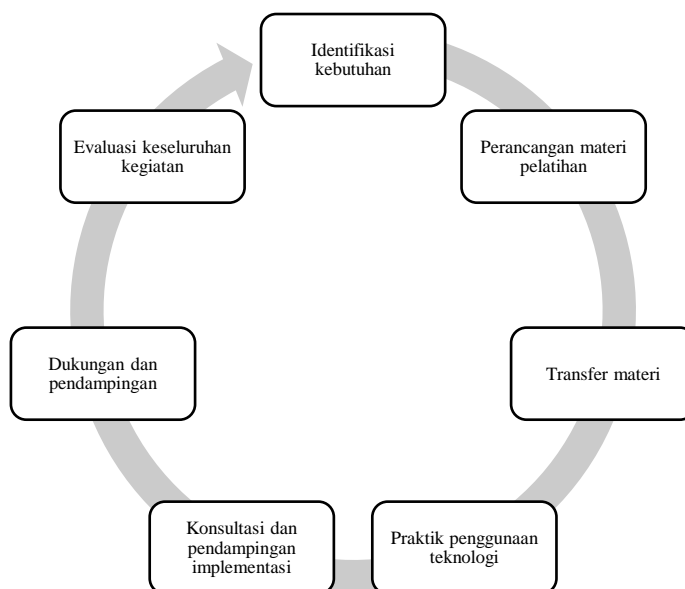 Identifikasi
kebutuhan
Perancangan materi
pelatihan
Transfer materi
Praktik penggunaan
teknologi
Konsultasi dan
pendampingan
implementasi
Dukungan dan
pendampingan
Evaluasi keseluruhan
kegiatan